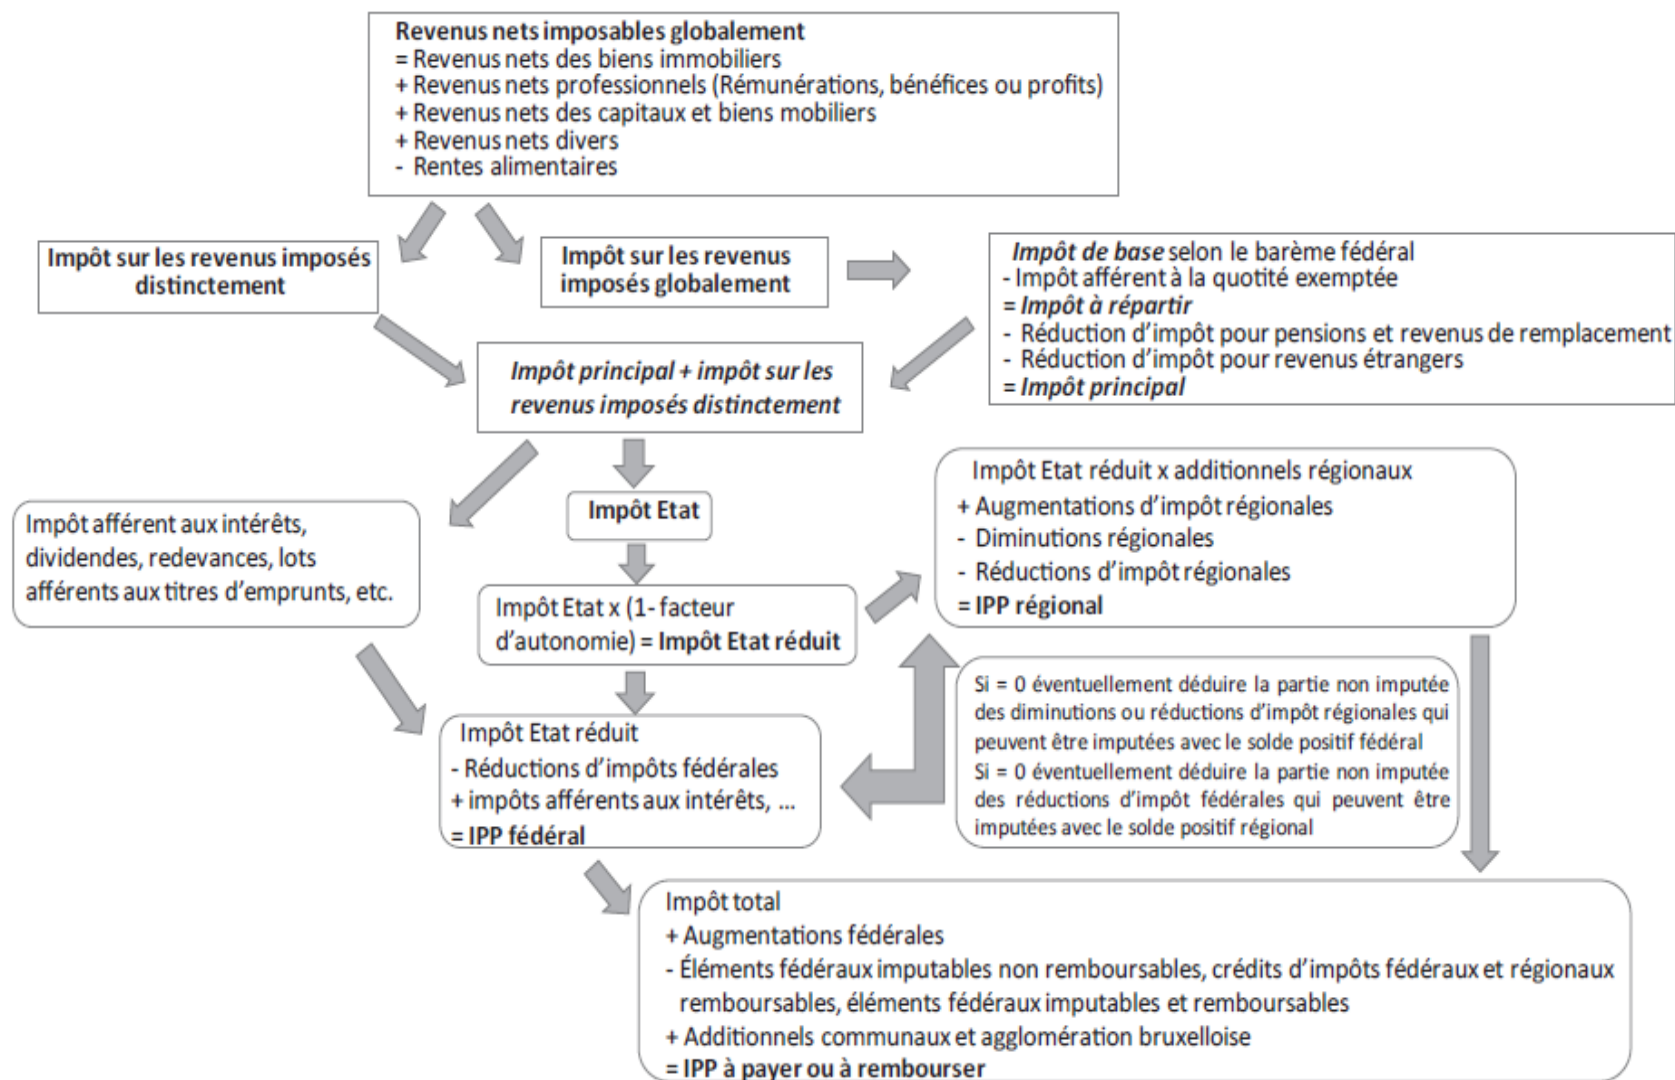 Revenus nets imposables globalement
= Revenus nets des biens immobiliers
+ Revenus nets professionnels (Rémunérations, bénéfices ou profits)
+ Revenus nets des capitaux et biens mobiliers
+ Revenus nets divers
- Rentes alimentaires
Impôt sur les revenus imposés
distinctement
Impôt sur les revenus
imposés globalement
Impôt de base selon le barème fédéral
- Impôt afférent à la quotité exemptée
= Impôt à répartir
- Réduction d'impôt pour pensions et revenus de remplacement
- Réduction d'impôt pour revenus étrangers
= Impôt principal
Impôt principal + impôt sur les
revenus imposés distinctement
Impôt afférent aux intérêts,
dividendes, redevances, lots
afférents aux titres d'emprunts, etc.
Impôt Etat
Impôt Etat x (1- facteur
d'autonomie) = Impôt Etat réduit
Impôt Etat réduit x additionnels régionaux
+ Augmentations d'impôt régionales
- Diminutions régionales
- Réductions d'impôt régionales
= IPP régional
Si = 0 éventuellement déduire la partie non imputée
des diminutions ou réductions d'impôt régionales qui
peuvent être imputées avec le solde positif fédéral
Si = 0 éventuellement déduire la partie non imputée
des réductions d'impôt fédérales qui peuvent être
imputées avec le solde positif régional
Impôt Etat réduit
- Réductions d'impôts fédérales
+ impôts afférents aux intérêts, ...
= IPP fédéral
Impôt total
+ Augmentations fédérales
- Éléments fédéraux imputables non remboursables, crédits d'impôts fédéraux et régionaux
remboursables, éléments fédéraux imputables et remboursables
+ Additionnels communaux et agglomération bruxelloise
= IPP à payer ou à rembourser